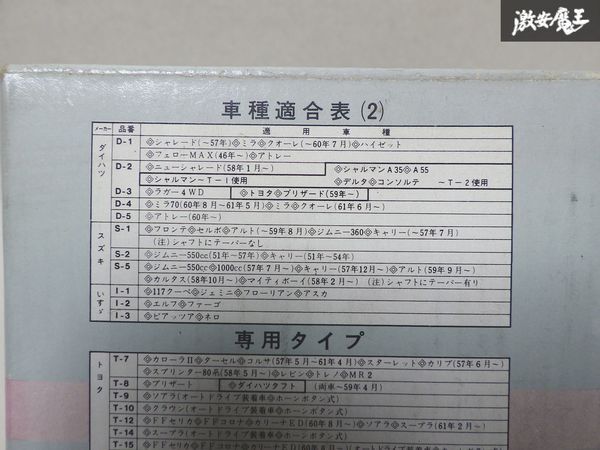 激安魔王
車種適合表(2)
メーカー 品番 適用車種
ダイハツ
D-1 ◇シャレード(～57年)◇ミラ◇クオーレ(～60年7月)◇ハイゼット
◇フェローMAX(46年～)◇アトレー
D-2 ◇ニューシャレード(58年1月～) ◇シャルマンA35◇A55
◇シャルマン～T-1使用 ◇デルタ◇コンソルテ ～T-2使用
D-3 ◇ラガー4WD ◇トヨタ◇ブリザード(59年～)
D-4 ◇ミラ70(60年8月～61年5月)◇ミラ◇クオーレ(61年6月～)
D-5 ◇アトレー(60年～)
スズキ
S-1 ◇フロンテ◇セルボ◇アルト(～59年8月)◇ジムニー360◇キャリー(～57年7月)
(注)シャフトにテーパーなし
S-2 ◇ジムニー550cc(51年～57年)◇キャリー(51年～54年)
S-5 ◇ジムニー550cc◇1000cc(57年7月～)◇キャリー(57年12月～)◇アルト(59年9月～)
◇カルタス(58年10月～)◇マイティボーイ(58年2月～) (注)シャフトにテーパー有り
いすゞ
I-1 ◇117クーペ◇ジェミニ◇フローリアン◇アスカ
I-2 ◇エルフ◇ファーゴ
I-3 ◇ピアッツァ◇ネロ
専用タイプ
トヨタ
T-7 ◇カローラII◇ターセル◇コルサ(57年5月～61年4月)◇スターレット◇カリブ(57年6月～)
◇スプリンター80系(58年5月～)◇レビン◇トレノ◇MR2
T-8 ◇ブリザート ◇ダイハツタフト (両車～59年4月)
T-9 ◇ソアラ(オートドライブ装着車◇ホーンボタン式)
T-10 ◇クラウン(オートドライブ装着車◇ホーンボタン式)
T-12 ◇FFセリカ◇FFコロナ◇カリーナED(60年8月～)◇ソアラ◇スープラ(61年2月～)
T-14 ◇スープラ(オートドライブ装着車◇ホーンボタン式)
T-15